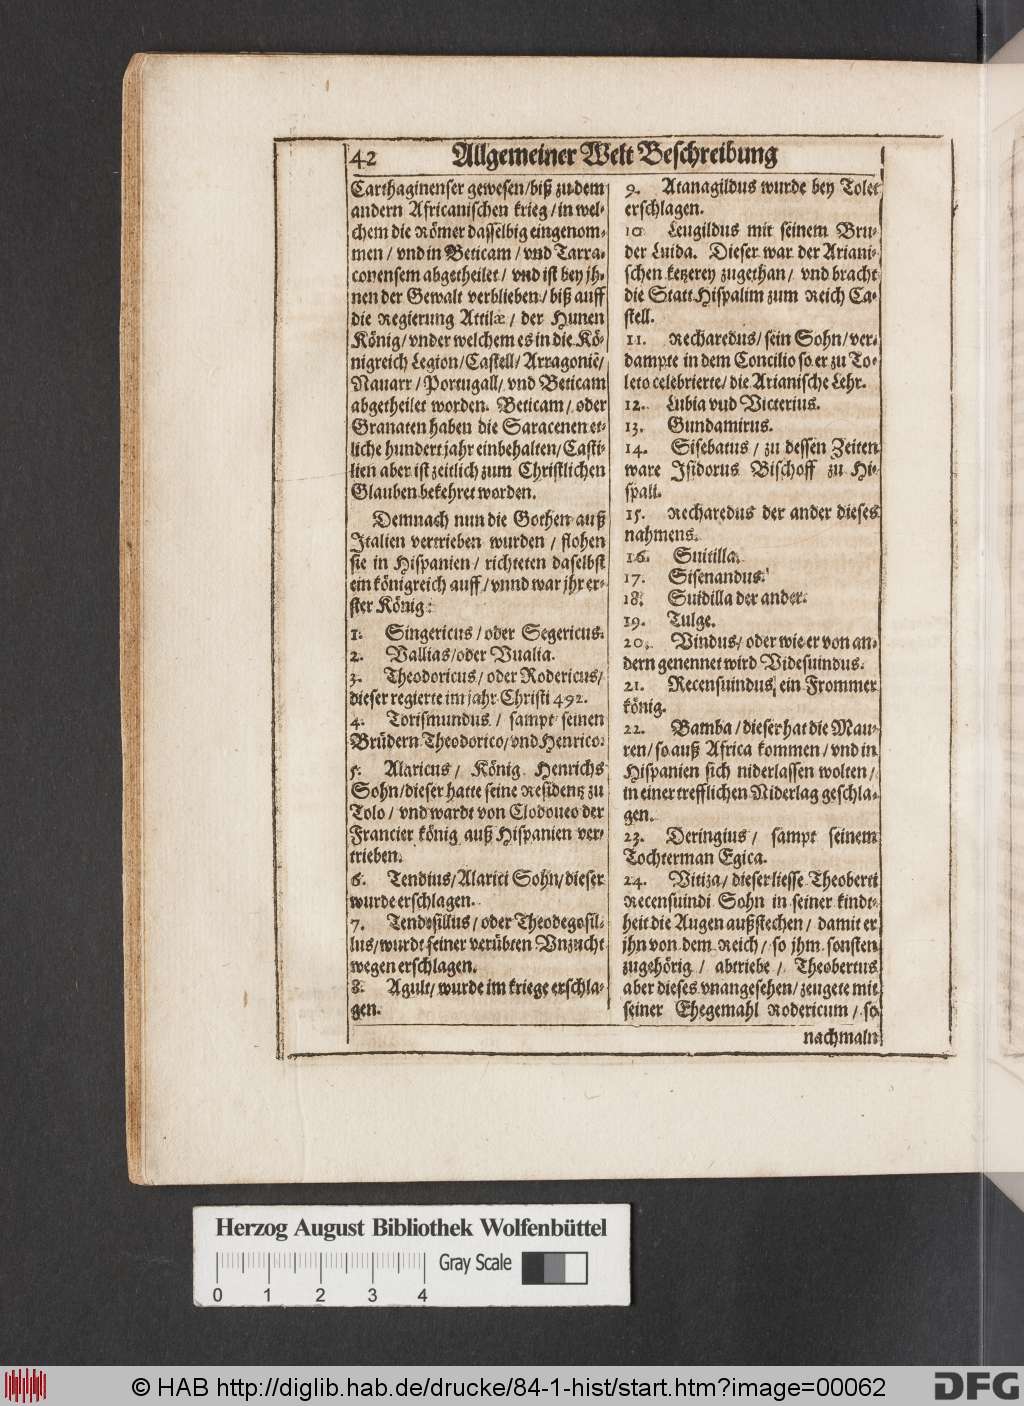 42 Allgemeiner Welt Beschreibung
Carthaginenser gewesen/biß zu dem
andern Africanischen krieg/in wel-
chem die Römer dasselbig eingenom-
men/vnd in Beticam/vnd Tarra-
conensem abgetheilet/vnd ist bey jh-
nen der Gewalt verblieben/biß auff
die Regierung Attilæ/der Hunen
König/vnder welchem es in die Kö-
nigreich Legion/Castell/Arragoniẽ/
Nauarr/Portugall/vnd Beticam
abgetheilet worden. Beticam/oder
Granaten haben die Saracenen et-
liche hundert jahr einbehalten/Casti-
lien aber ist zeitlich zum Christlichen
Glauben bekehret worden.
Demnach nun die Gothen auß
Italien vertrieben wurden/flohen
sie in Hispanien/richteten daselbst
ein königreich auff/vnnd war jhr er-
ster König:
1. Singericus/oder Segericus.
2. Vallias/oder Vualia.
3. Theodoricus/oder Rodericus/
dieser regierte im jahr Christi 492.
4. Torismundus/sampt seinen
Brüdern Theodorico/vnd Henrico.
5. Alaricus/König Henrichs
Sohn/dieser hatte seine Residentz zu
Tolo/vnd wardt von Clodoueo der
Francier könig auß Hispanien ver-
trieben.
6. Tendius/Alarici Sohn/dieser
wurde erschlagen.
7. Tendosillus/oder Theodegosil-
lus/wurdt seiner verübten Vnzucht
wegen erschlagen.
8. Agult/wurde im kriege erschla-
gen.
9. Atanagildus wurde bey Tolet
erschlagen.
10 Leugildus mit seinem Bru-
der Luida. Dieser war der Ariani-
schen ketzerey zugethan/vnd bracht
die Statt Hispalim zum Reich Ca-
stell.
11. Recharedus/sein Sohn/ver-
dampte in dem Concilio so er zu To-
leto celebrierte/die Arianische Lehr.
12. Lubia vud Victerius.
13. Gundamirus.
14. Sisebatus/zu dessen Zeiten
ware Isidorus Bischoff zu Hi-
spali.
15. Recharedus der ander dieses
nahmens.
16. Suitilla.
17. Sisenandus.
18. Suidilla der ander.
19. Tulge.
20. Vindus/oder wie er von an-
dern genennet wird Videsuindus.
21. Recensuindus/ein Frommer
könig.
22. Bamba/dieser hat die Mau-
ren/so auß Africa kommen/vnd in
Hispanien sich niderlassen wolten/
in einer trefflichen Niderlag geschla-
gen.
23. Deringius/sampt seinem
Tochterman Egica.
24. Vitiza/dieser liesse Theoberti
Recensuindi Sohn in seiner kindt-
heit die Augen außstechen/damit er
jhn von dem Reich/so jhm sonsten
zugehörig/abtriebe/Theobertus
aber dieses vnangesehen/zeugete mit
seiner Ehegemahl Rodericum/so
nachmaln
Herzog August Bibliothek Wolfenbüttel
Gray Scale
0 1 2 3 4
© HAB http://diglib.hab.de/drucke/84-1-hist/start.htm?image=00062
DFG